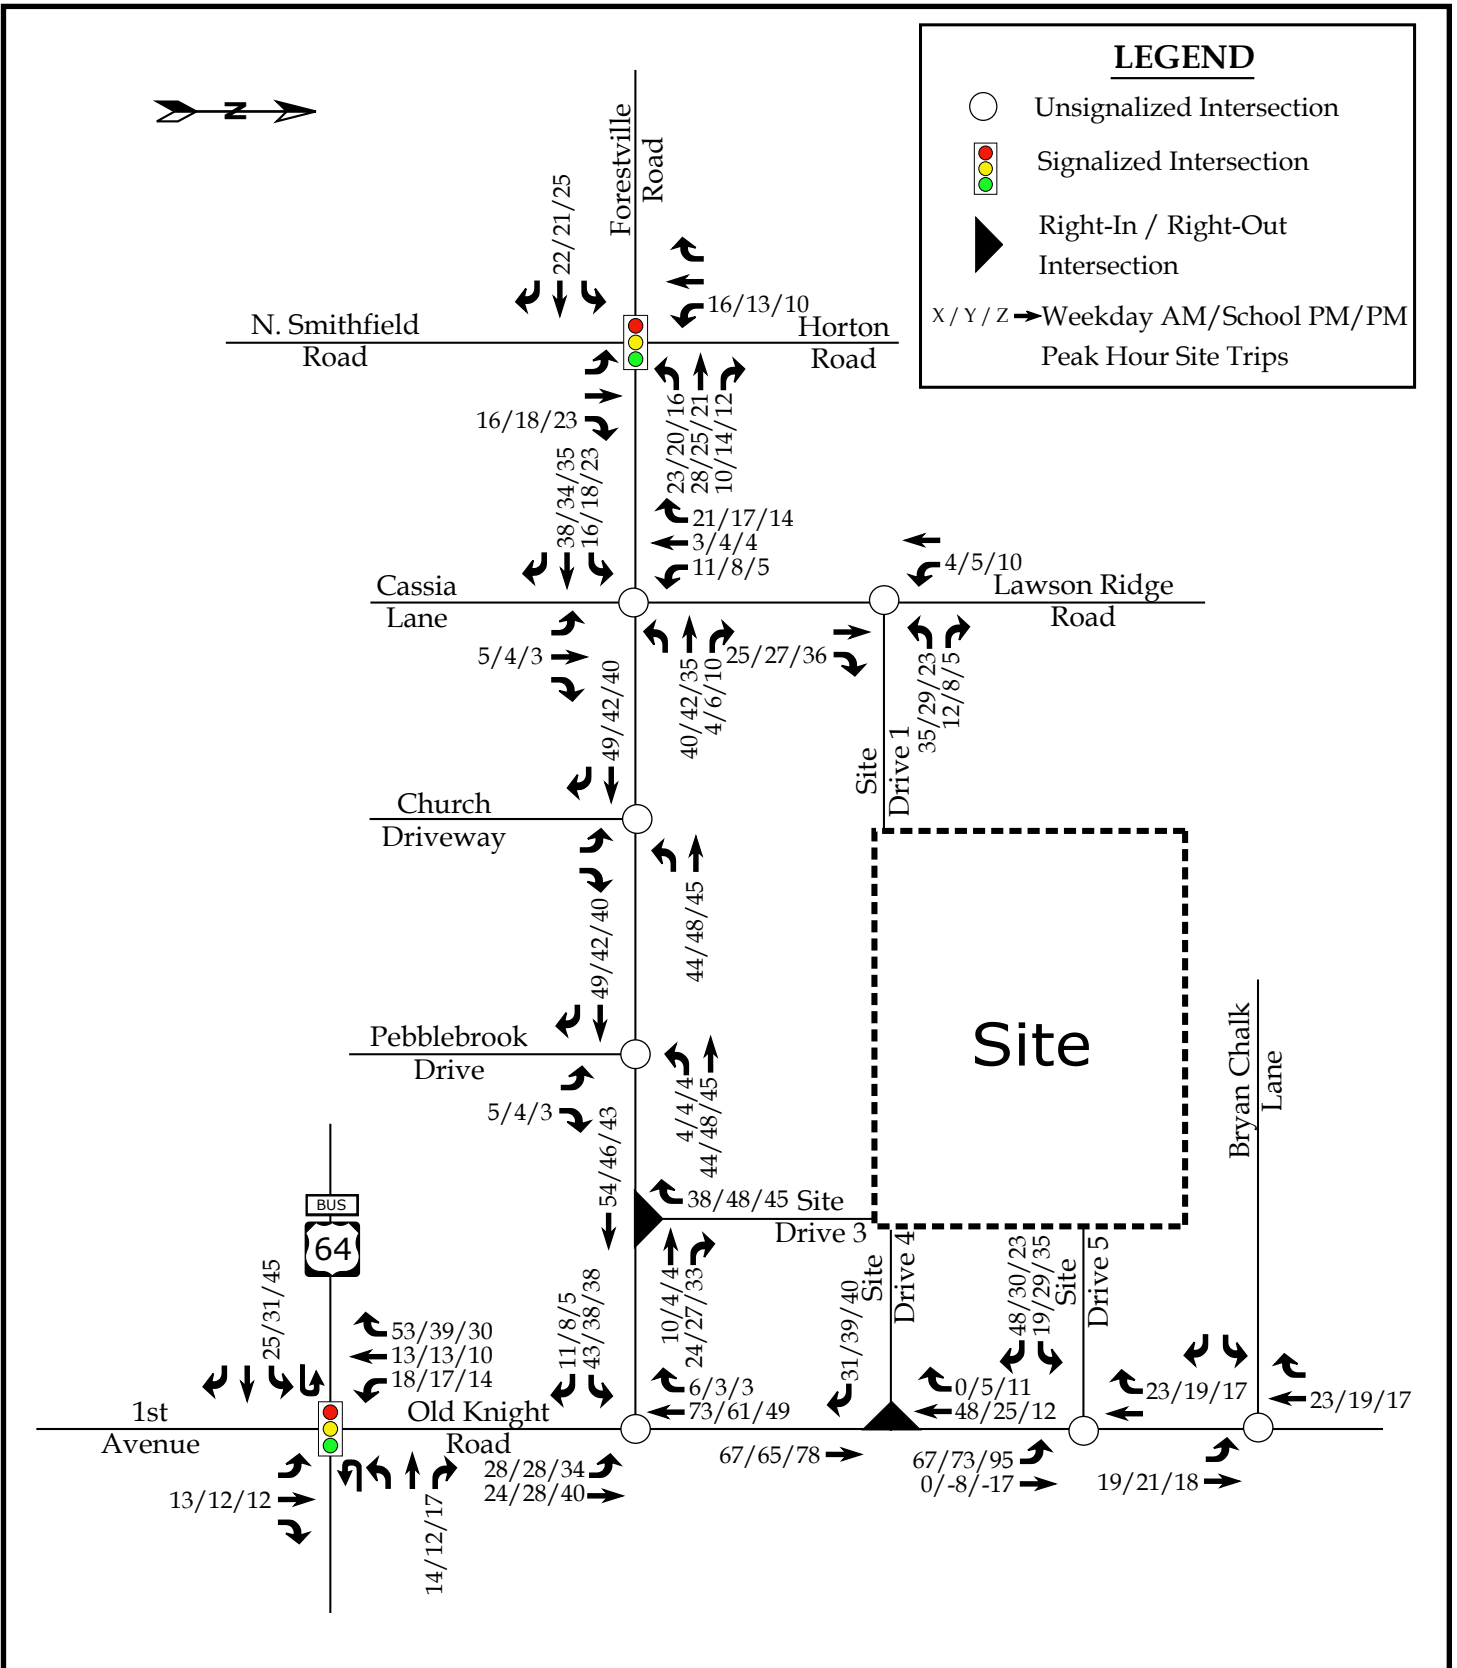 LEGEND
Unsignalized Intersection
Signalized Intersection
Right-In / Right-Out
Intersection
X / Y / Z Weekday AM/School PM/PM
Peak Hour Site Trips
N
Forestville
Road
22/21/25
16/13/10
N. Smithfield
Road
Horton
Road
16/18/23
23/20/16
28/25/21
10/14/12
38/34/35
16/18/23
21/17/14
3/4/4
11/8/5
4/5/10
Cassia
Lane
Lawson Ridge
Road
5/4/3
25/27/36
49/42/40
40/42/35
4/6/10
35/29/23
12/8/5
Site
Drive 1
Church
Driveway
49/42/40
44/48/45
Site
Pebblebrook
Drive
5/4/3
4/4/4
44/48/45
54/46/43
Bryan Chalk
Lane
BUS
64
38/48/45
Site
Drive 3
Site
Drive 4
48/30/23
19/29/35
Site
Drive 5
25/31/45
53/39/30
13/13/10
18/17/14
11/8/5
43/38/38
10/4/4
24/27/33
31/39/40
6/3/3
73/61/49
0/5/11
48/25/12
23/19/17
23/19/17
1st
Avenue
Old Knight
Road
67/65/78
67/73/95
0/-8/-17
19/21/18
28/28/34
24/28/40
13/12/12
14/12/17